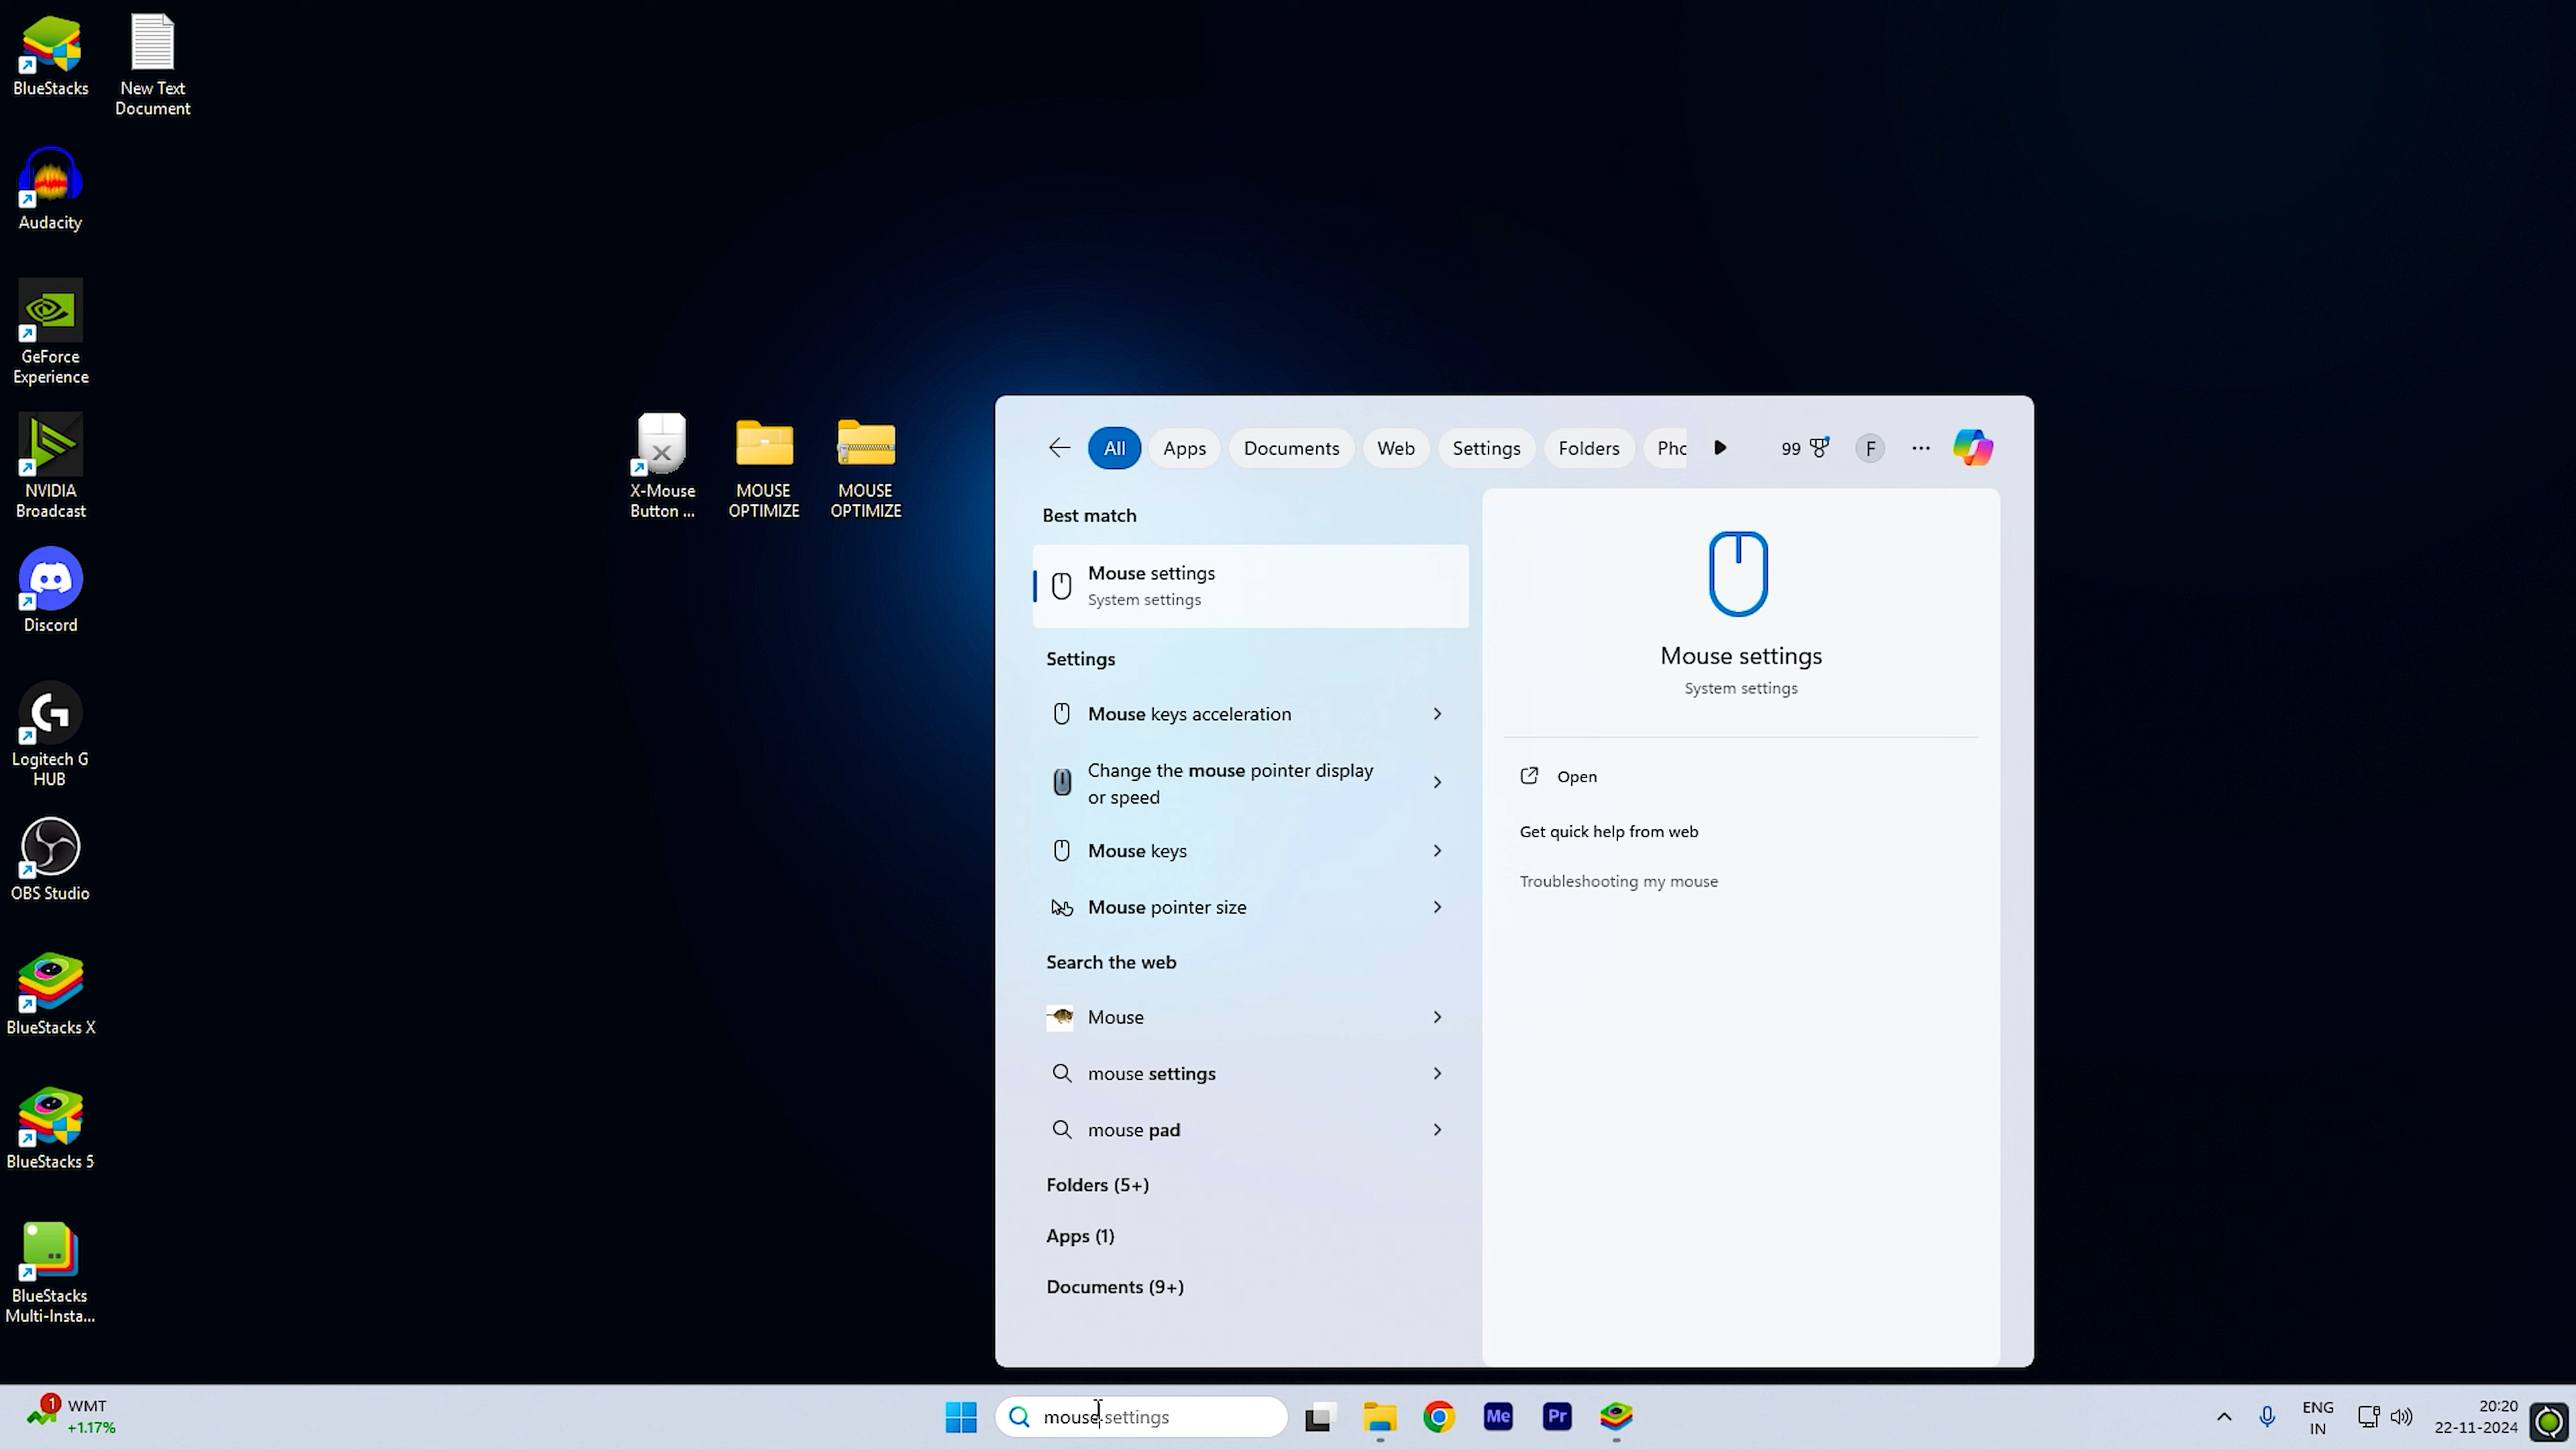 BlueStacks
New Text
Document
Audacity
GeForce
Experience
NVIDIA
Broadcast
Discord
Logitech G
HUB
OBS Studio
BlueStacks X
BlueStacks 5
BlueStacks
Multi-Insta...
X-Mouse
Button ...
MOUSE
OPTIMIZE
MOUSE
OPTIMIZE
All Apps Documents Web Settings Folders Pho 99 F
Best match
Mouse settings
System settings
Settings
Mouse keys acceleration
Change the mouse pointer display
or speed
Mouse keys
Mouse pointer size
Search the web
Mouse
mouse settings
mouse pad
Folders (5+)
Apps (1)
Documents (9+)
Mouse settings
System settings
Open
Get quick help from web
Troubleshooting my mouse
1 WMT
+1.17%
mouse settings
Me
Pr
ENG
IN
20:20
22-11-2024